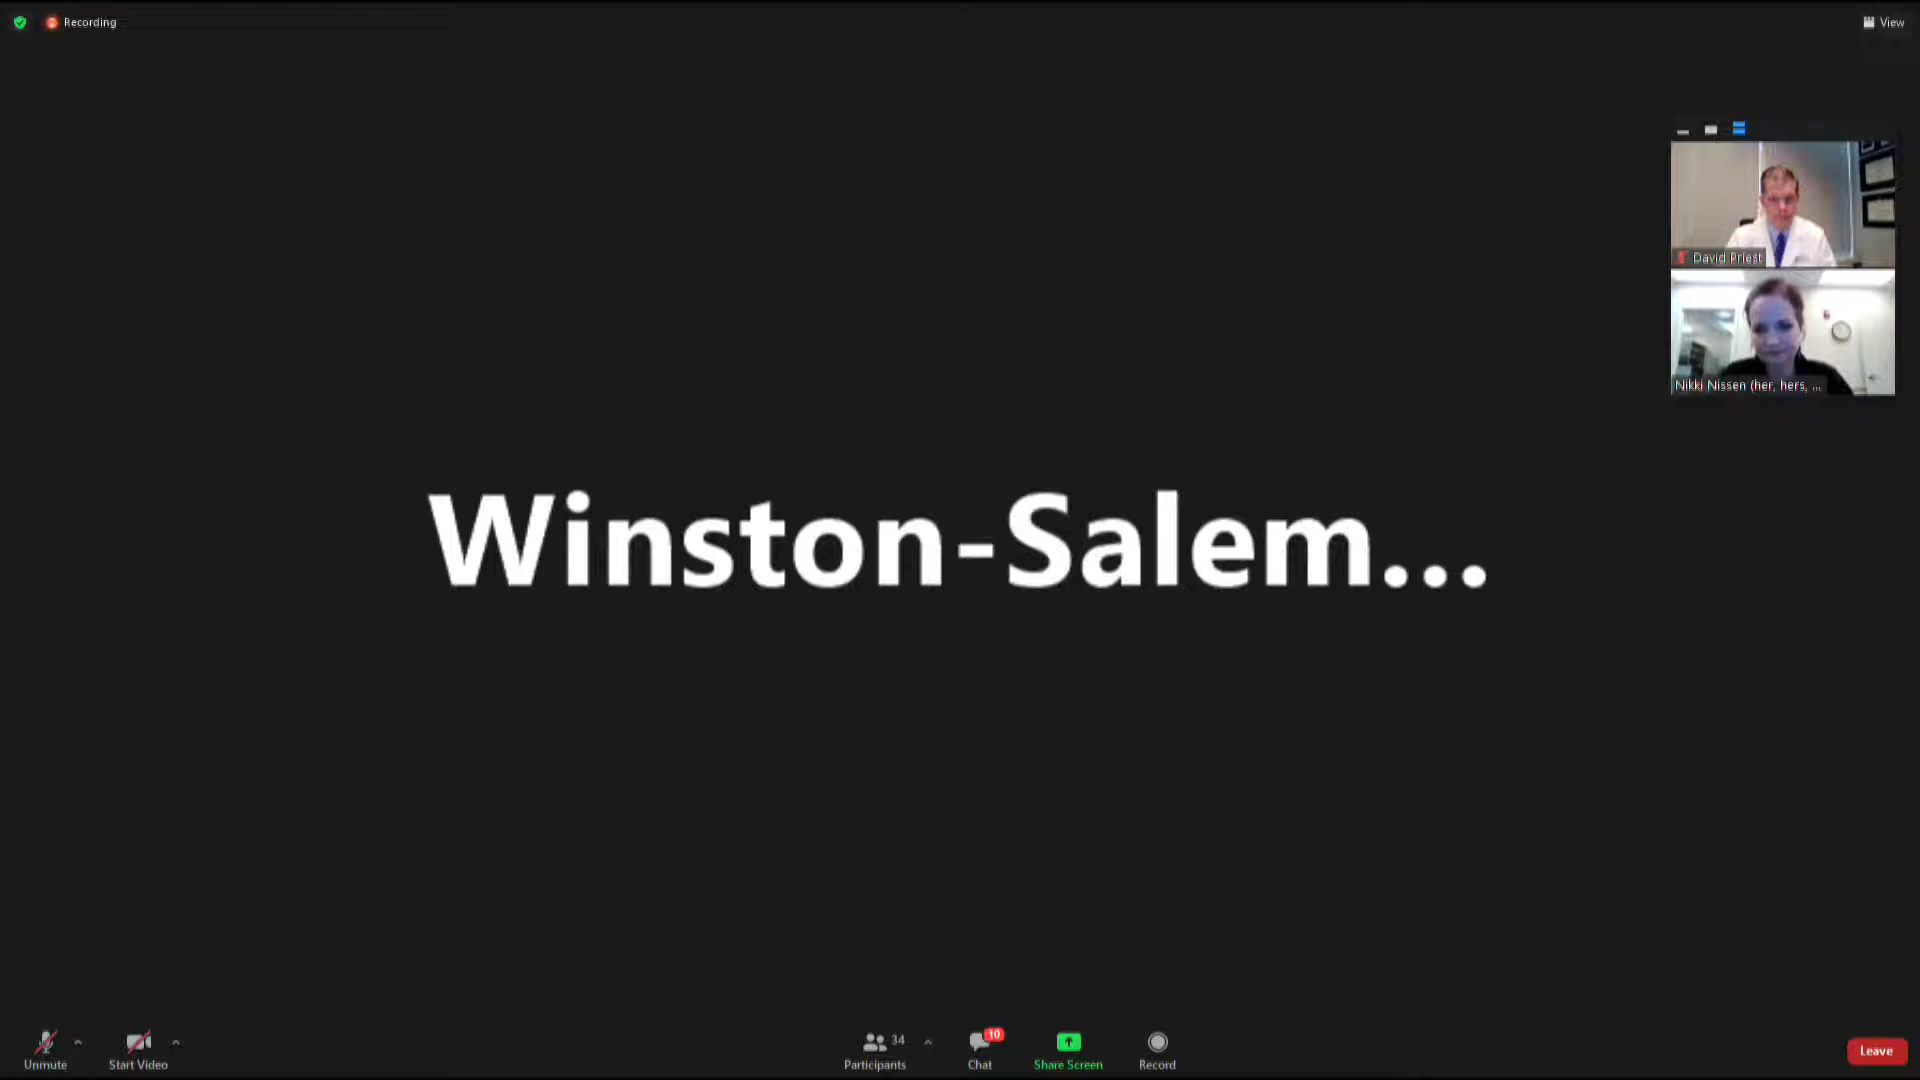 Recording
View
David Priest
Nikki Nissen (her, hers, ...
Winston-Salem...
Unmute
Start Video
34
Participants
10
Chat
Share Screen
Record
Leave